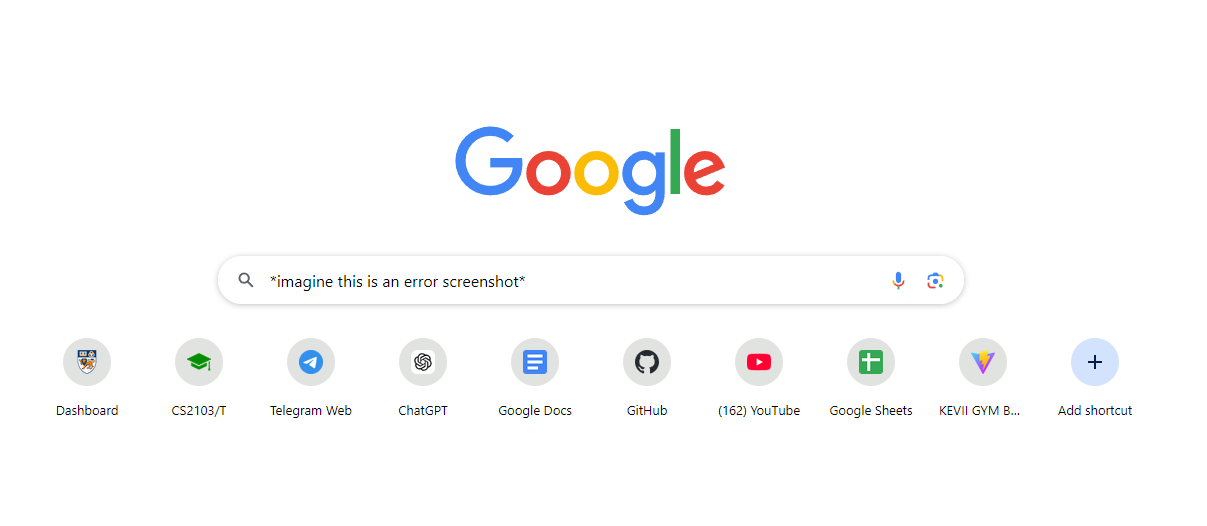 Google
*imagine this is an error screenshot*
Dashboard
CS2103/T
Telegram Web
ChatGPT
Google Docs
GitHub
(162) YouTube
Google Sheets
KEVII GYM B...
Add shortcut